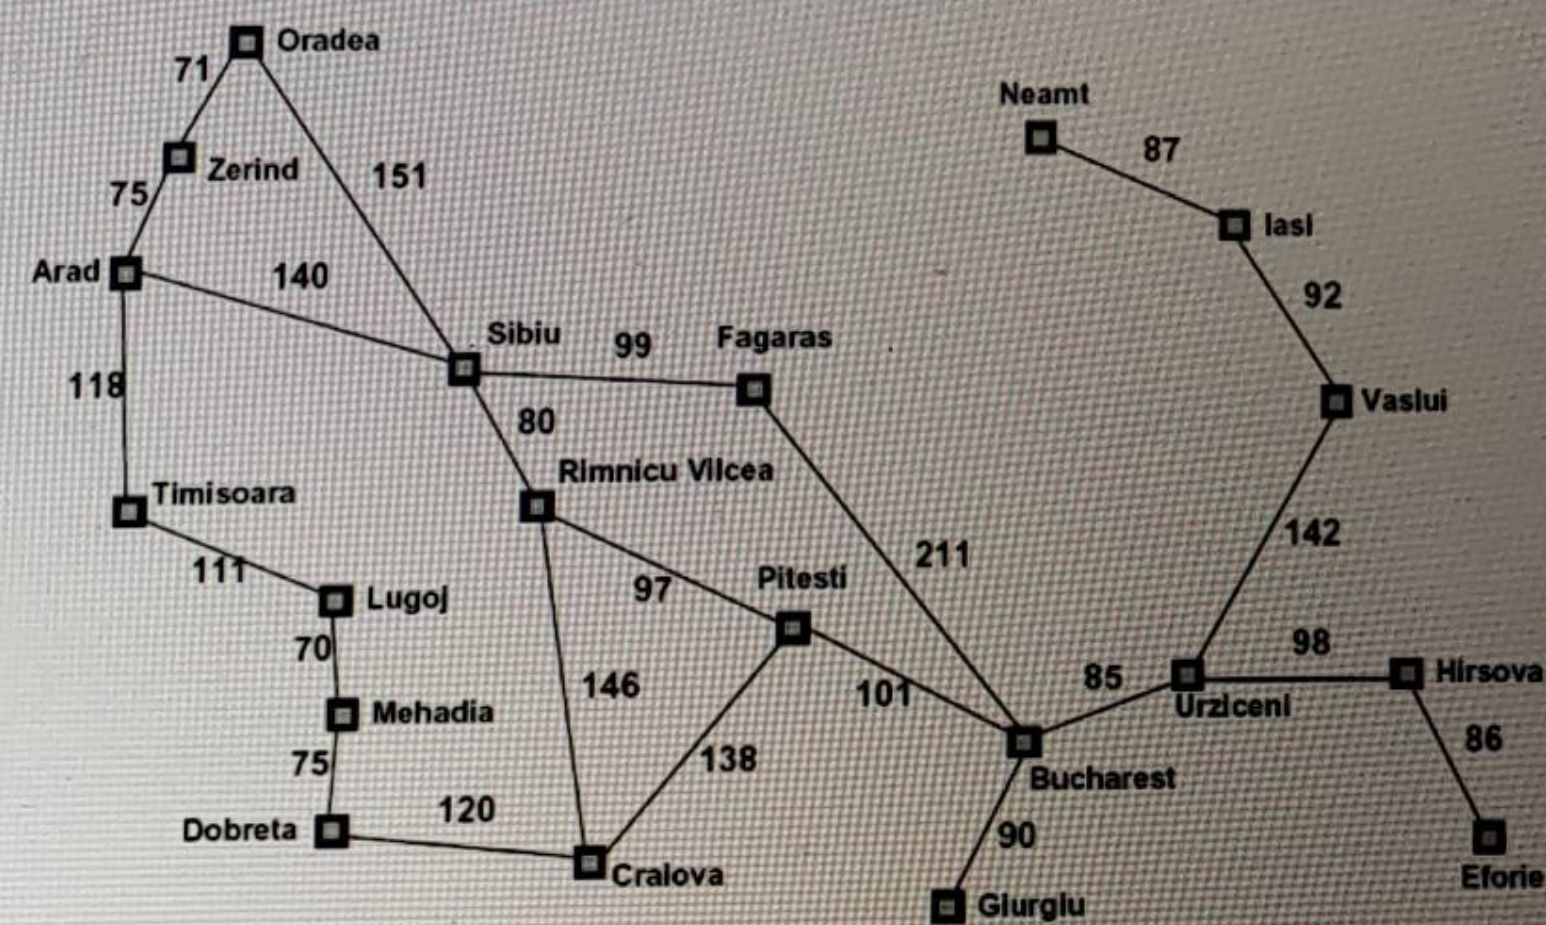 Oradea
71
Neamt
87
Zerind
151
75
Iasi
Arad
140
92
Sibiu
99
Fagaras
118
80
Vaslui
Rimnicu Vilcea
Timisoara
142
211
111
Pitesti
97
Lugoj
98
70
Hirsova
85
146
101
Urziceni
Mehadia
86
138
75
Bucharest
120
Dobreta
90
Craiova
Eforie
Giurgiu